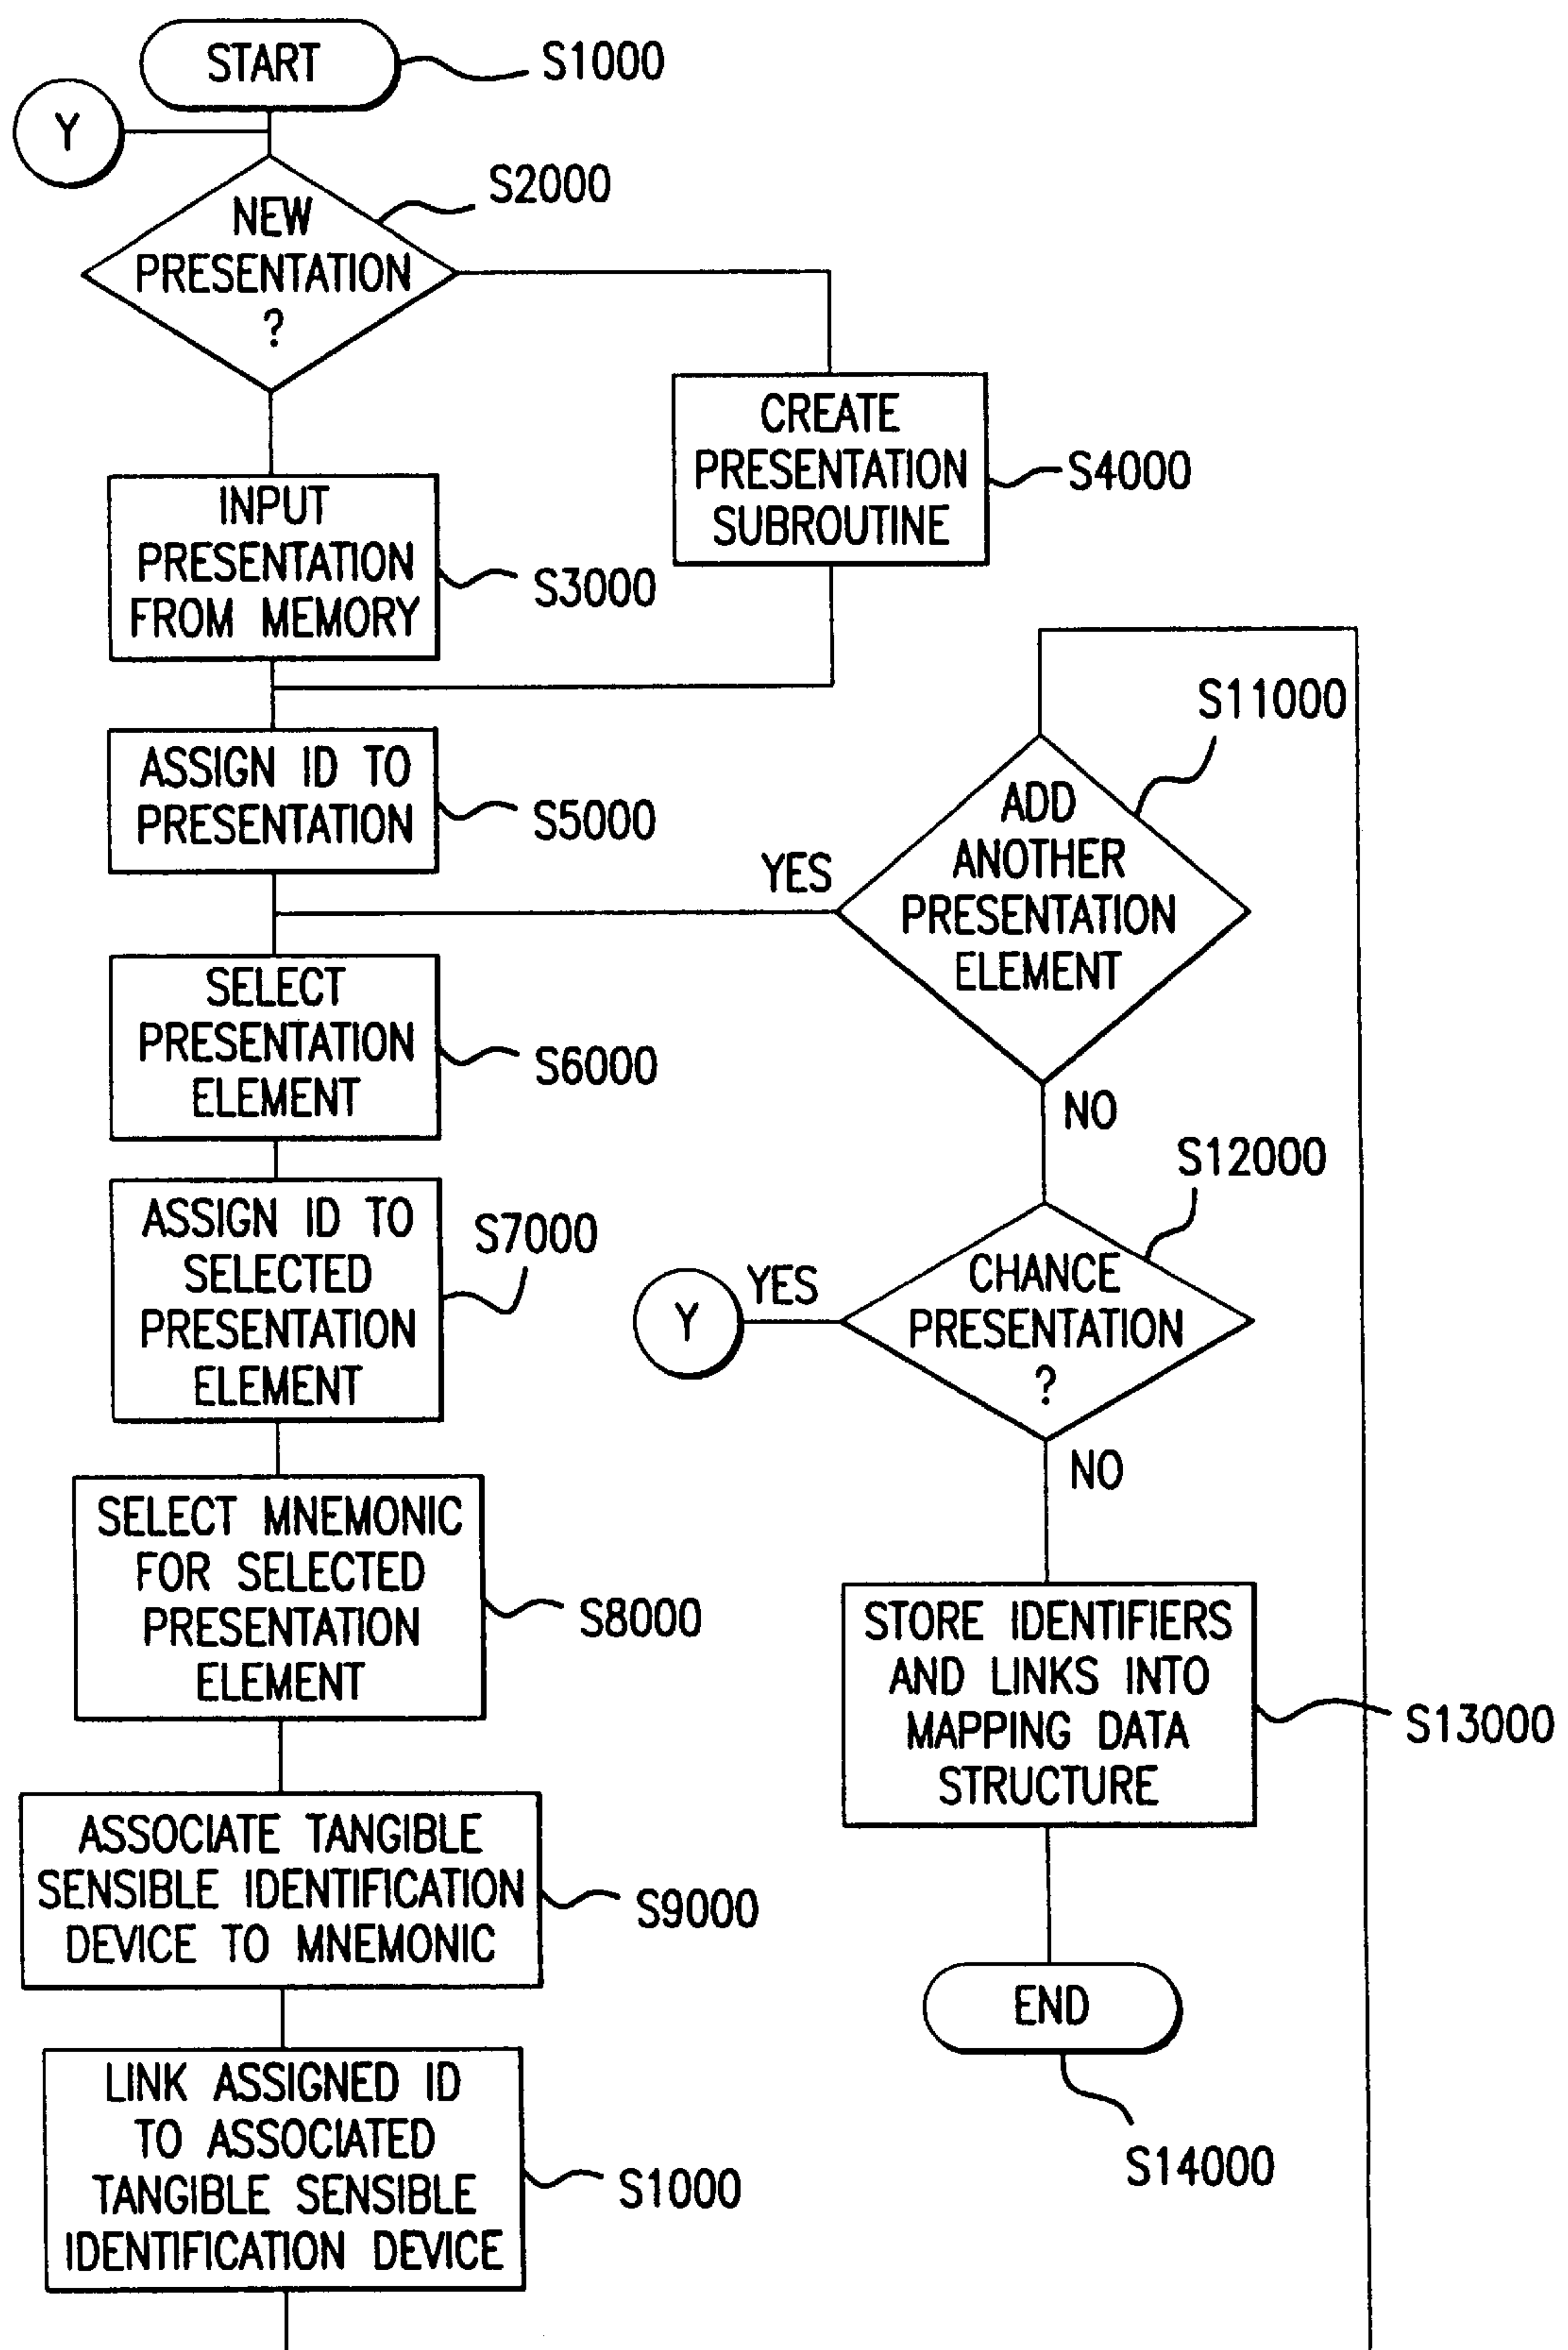 START
S1000
Y
S2000
NEW
PRESENTATION
?
CREATE
PRESENTATION
SUBROUTINE
S4000
INPUT
PRESENTATION
FROM MEMORY
S3000
ASSIGN ID TO
PRESENTATION
S5000
SELECT
PRESENTATION
ELEMENT
S6000
ASSIGN ID TO
SELECTED
PRESENTATION
ELEMENT
S7000
SELECT MNEMONIC
FOR SELECTED
PRESENTATION
ELEMENT
S8000
ASSOCIATE TANGIBLE
SENSIBLE IDENTIFICATION
DEVICE TO MNEMONIC
S9000
LINK ASSIGNED ID
TO ASSOCIATED
TANGIBLE SENSIBLE
IDENTIFICATION DEVICE
S1000
S11000
ADD
ANOTHER
PRESENTATION
ELEMENT
YES
NO
S12000
CHANCE
PRESENTATION
?
YES
Y
NO
STORE IDENTIFIERS
AND LINKS INTO
MAPPING DATA
STRUCTURE
S13000
END
S14000